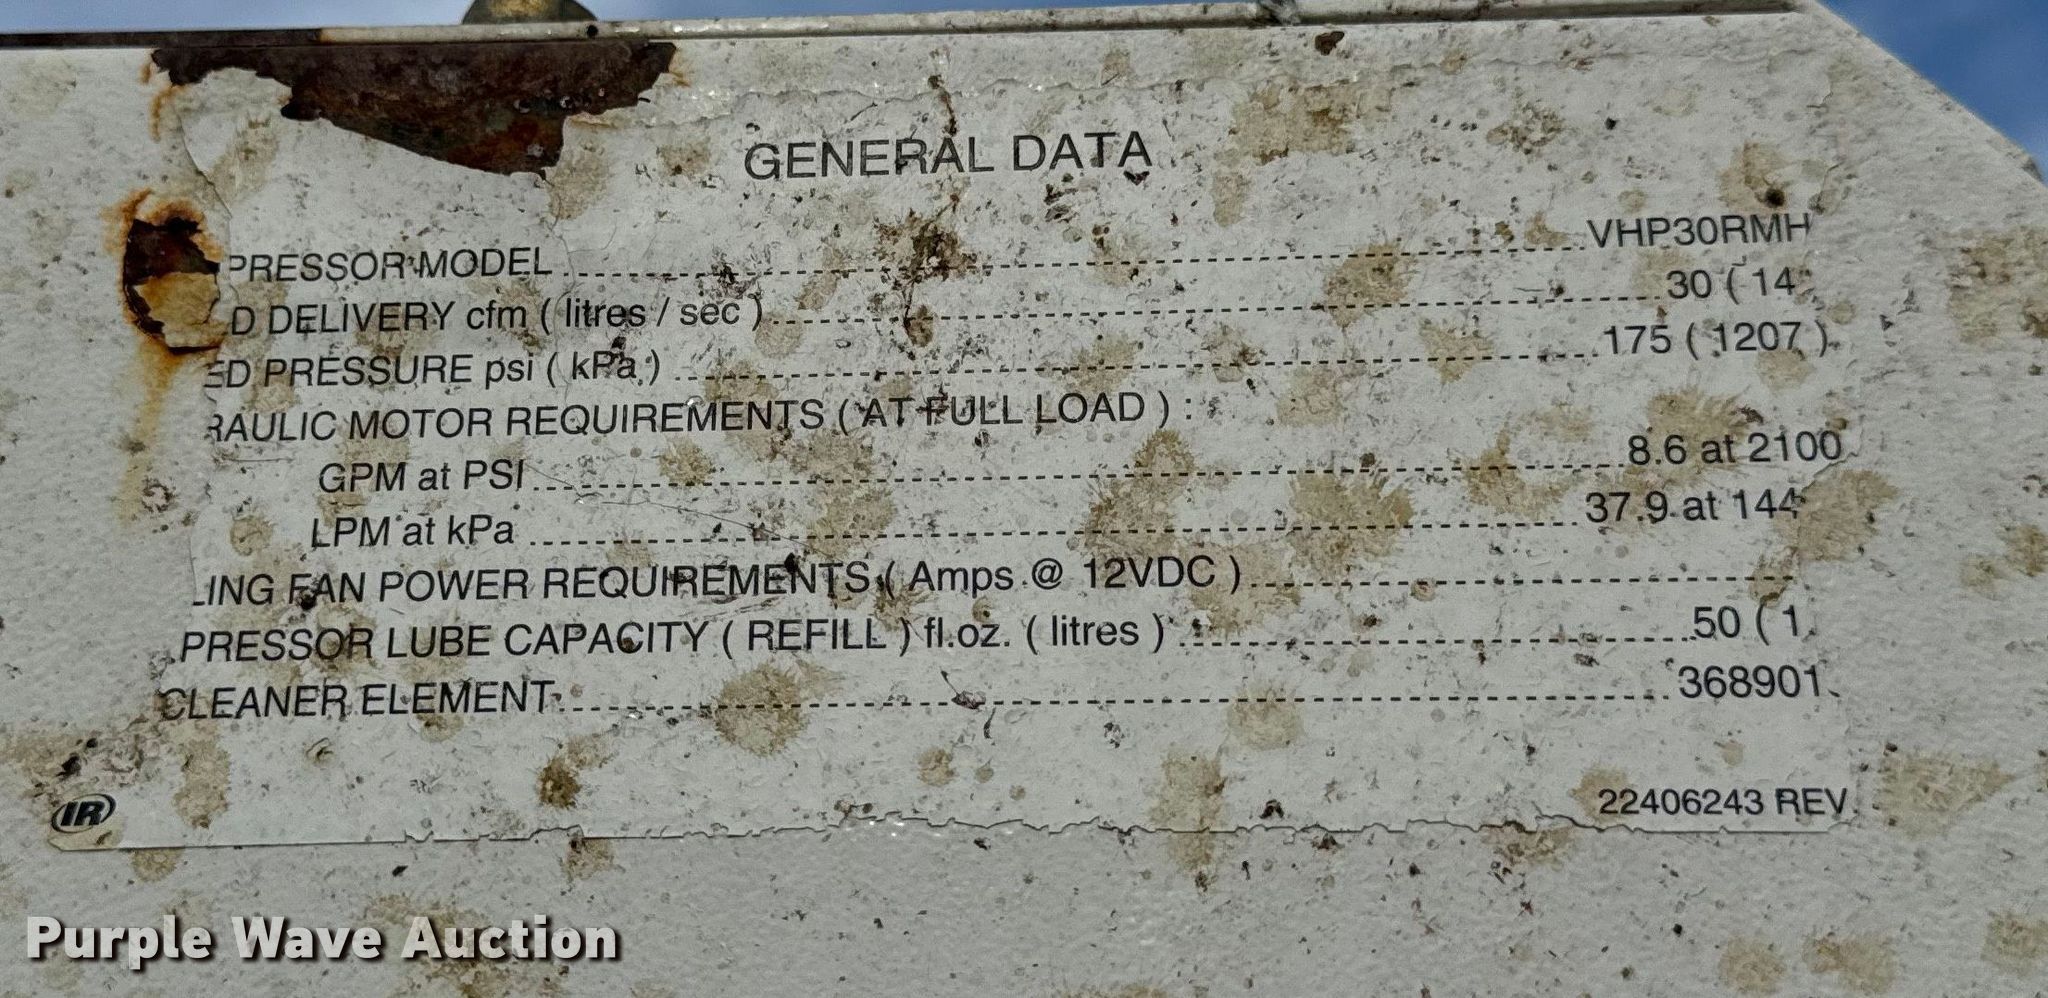 GENERAL DATA
PRESSOR MODEL VHP30RMH
D DELIVERY cfm ( litres / sec ) 30 ( 14
ED PRESSURE psi ( kPa ) 175 ( 1207 )
RAULIC MOTOR REQUIREMENTS ( AT FULL LOAD ) :
GPM at PSI 8.6 at 2100
LPM at kPa 37.9 at 144
LING FAN POWER REQUIREMENTS ( Amps @ 12VDC )
PRESSOR LUBE CAPACITY ( REFILL ) fl.oz. ( litres ) 50 ( 1.
CLEANER ELEMENT 368901
IR 22406243 REV.
Purple Wave Auction